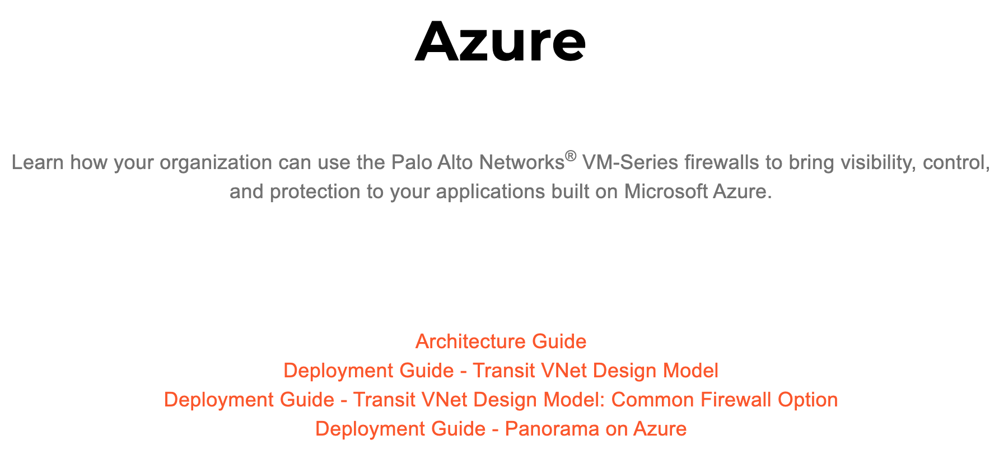 Azure
Learn how your organization can use the Palo Alto Networks® VM-Series firewalls to bring visibility, control,
and protection to your applications built on Microsoft Azure.
Architecture Guide
Deployment Guide - Transit VNet Design Model
Deployment Guide - Transit VNet Design Model: Common Firewall Option
Deployment Guide - Panorama on Azure